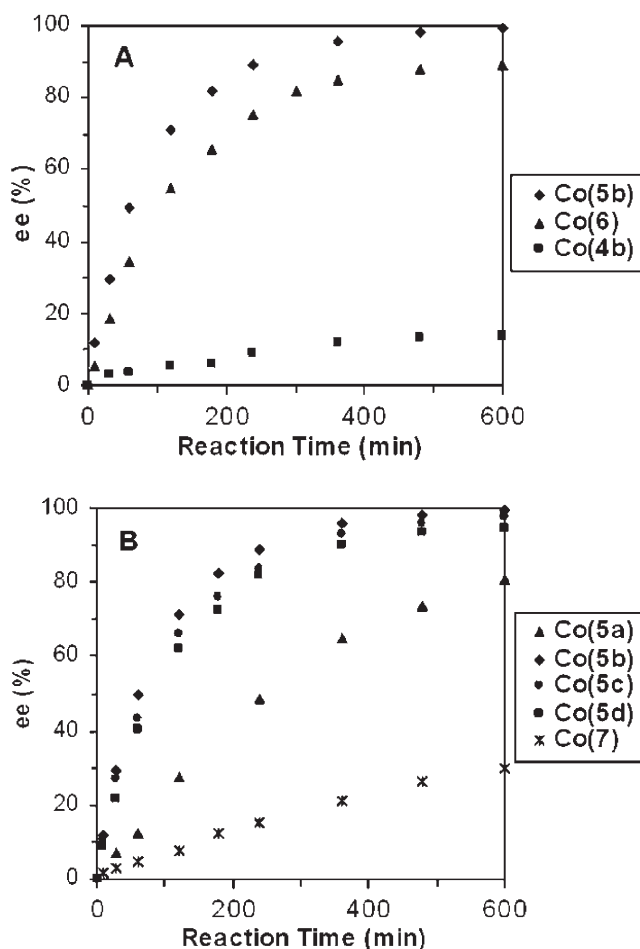 100
A
80
60
40
20
0
ee (%)
0 200 400 600
Reaction Time (min)
Co(5b)
Co(6)
Co(4b)
100
B
80
60
40
20
0
ee (%)
0 200 400 600
Reaction Time (min)
Co(5a)
Co(5b)
Co(5c)
Co(5d)
Co(7)